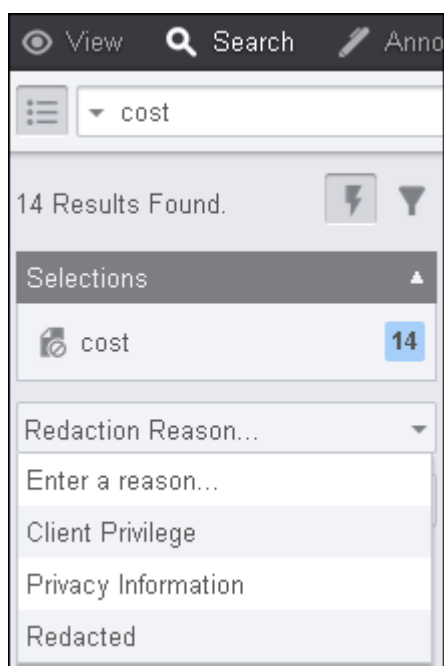 View Search Anno
cost
14 Results Found.
Selections
cost 14
Redaction Reason...
Enter a reason...
Client Privilege
Privacy Information
Redacted